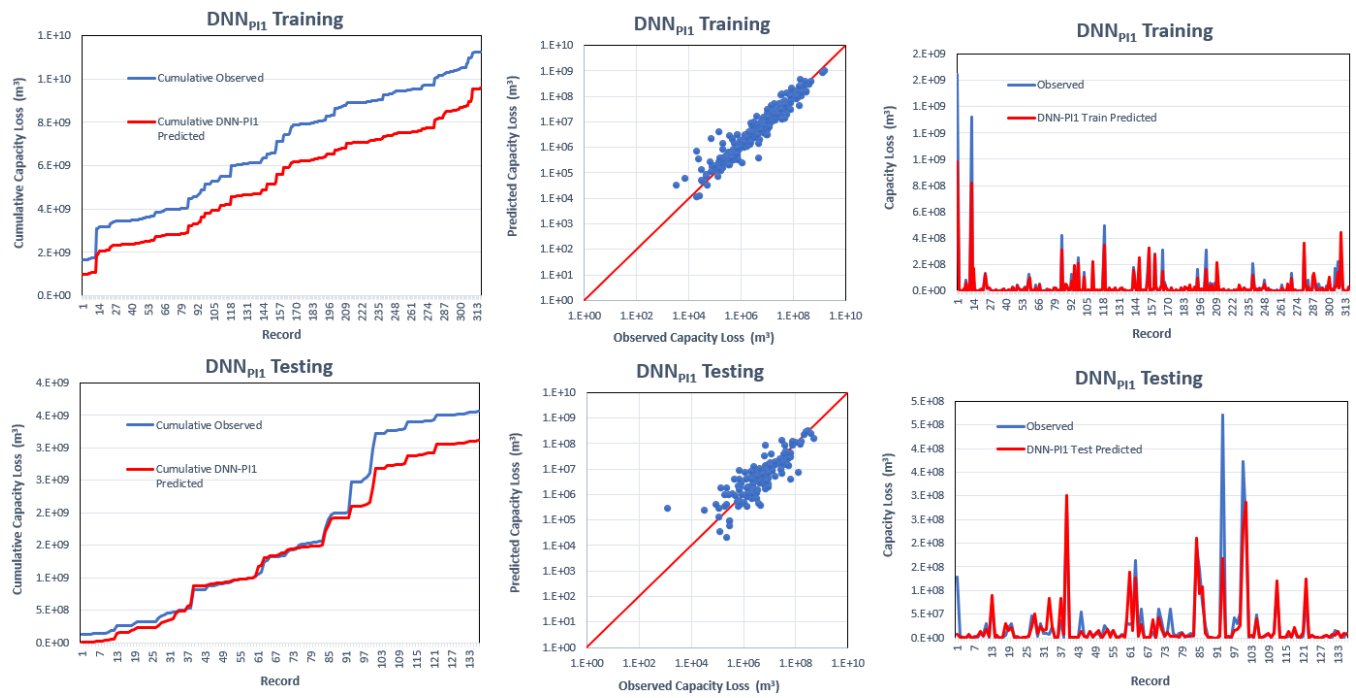 DNNPI1 Training
Cumulative Capacity Loss (m³)
1.E+10
1.E+10
8.E+09
6.E+09
4.E+09
2.E+09
0.E+00
Cumulative Observed
Cumulative DNN-PI1
Predicted
1 14 27 40 53 66 79 92 105 118 131 144 157 170 183 196 209 222 235 248 261 274 287 300 313
Record
DNNPI1 Training
Predicted Capacity Loss (m³)
1.E+10
1.E+09
1.E+08
1.E+07
1.E+06
1.E+05
1.E+04
1.E+03
1.E+02
1.E+01
1.E+00
1.E+00 1.E+02 1.E+04 1.E+06 1.E+08 1.E+10
Observed Capacity Loss (m³)
DNNPI1 Training
Capacity Loss (m³)
2.E+09
2.E+09
1.E+09
1.E+09
1.E+09
8.E+08
6.E+08
4.E+08
2.E+08
0.E+00
Observed
DNN-PI1 Train Predicted
1 14 27 40 53 66 79 92 105 118 131 144 157 170 183 196 209 222 235 248 261 274 287 300 313
Record
DNNPI1 Testing
Cumulative Capacity Loss (m³)
4.E+09
4.E+09
3.E+09
3.E+09
2.E+09
2.E+09
1.E+09
5.E+08
0.E+00
Cumulative Observed
Cumulative DNN-PI1
Predicted
1 13 25 37 49 61 73 85 97 109 121 133
Record
DNNPI1 Testing
Predicted Capacity Loss (m³)
1.E+10
1.E+09
1.E+08
1.E+07
1.E+06
1.E+05
1.E+04
1.E+03
1.E+02
1.E+01
1.E+00
1.E+00 1.E+02 1.E+04 1.E+06 1.E+08 1.E+10
Observed Capacity Loss (m³)
DNNPI1 Testing
Capacity Loss (m³)
5.E+08
5.E+08
4.E+08
4.E+08
3.E+08
3.E+08
2.E+08
2.E+08
1.E+08
5.E+07
0.E+00
Observed
DNN-PI1 Test Predicted
1 7 13 19 25 31 37 43 49 55 61 67 73 79 85 91 97 103 109 115 121 127 133
Record